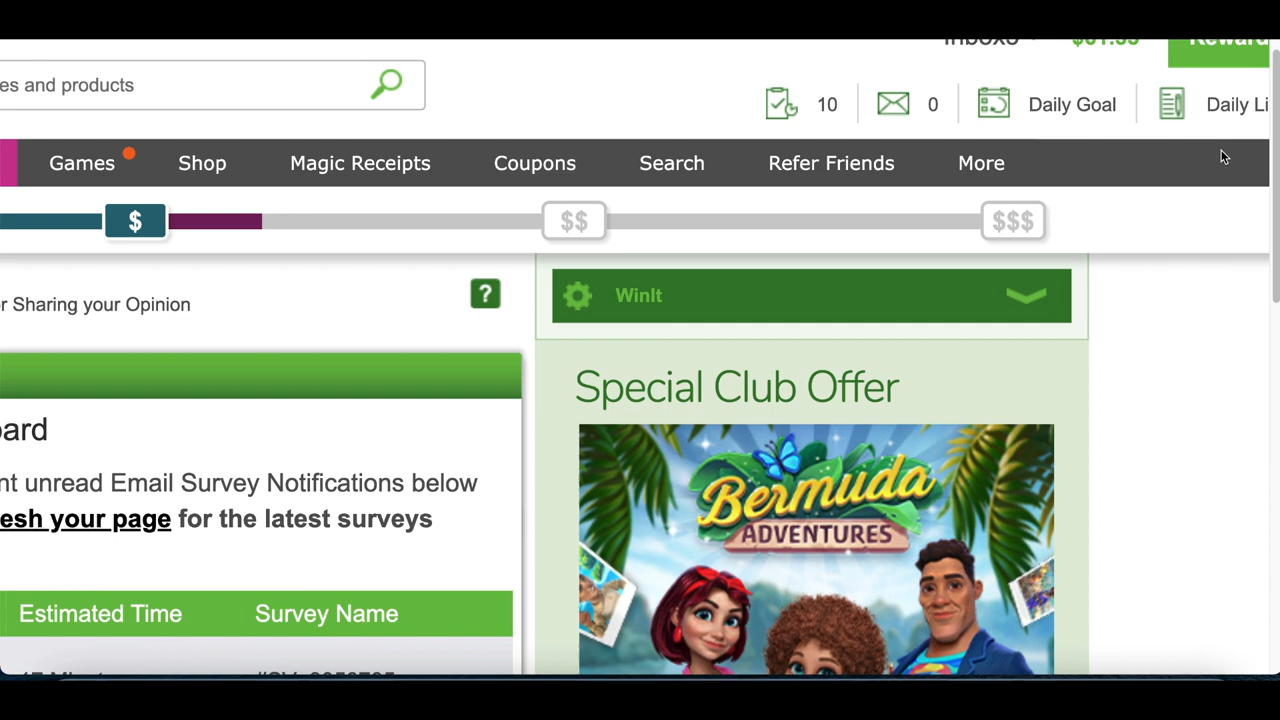 es and products
10
0
Daily Goal
Daily Li
Games
Shop
Magic Receipts
Coupons
Search
Refer Friends
More
$
$$
$$$
r Sharing your Opinion
?
WinIt
Special Club Offer
Bermuda
ADVENTURES
ard
nt unread Email Survey Notifications below
esh your page for the latest surveys
Estimated Time
Survey Name